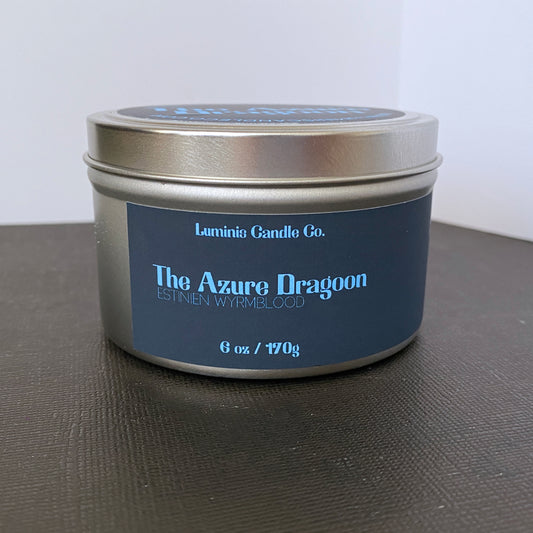 Luminis Candle Co.
The Azure Dragoon
ESTINIEN WYRMBLOOD
6 oz / 170g